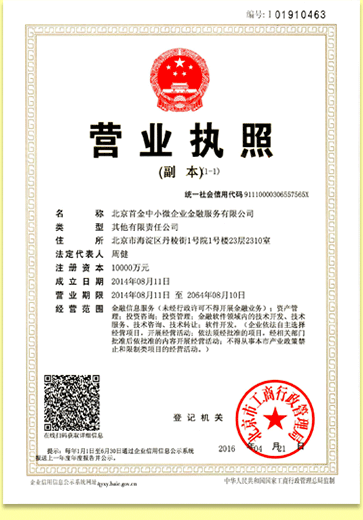 编号:1 01910463
营业执照
(副 本)(1-1)
统一社会信用代码 91110000306557565X
名 称 北京首金中小微企业金融服务有限公司
类 型 其他有限责任公司
住 所 北京市海淀区丹棱街1号院1号楼23层2310室
法定代表人 周健
注册资本 10000万元
成立日期 2014年08月11日
营业期限 2014年08月11日 至 2064年08月10日
经营范围 金融信息服务(未经行政许可不得开展金融业务);资产管
理;投资咨询;投资管理;金融软件领域内的技术开发、技术
服务、技术咨询、技术转让;软件开发。(企业依法自主选择
经营项目,开展经营活动;依法须经批准的项目,经相关部门
批准后依批准的内容开展经营活动;不得从事本市产业政策禁
止和限制类项目的经营活动。)
在线扫码获取详细信息
登记机关
北京市工商行政管理局
2016 年 04 月 21 日
提示:每年1月1日至6月30日通过企业信用信息公示系统
报送上一年度年度报告并公示。
企业信用信息公示系统网址:qyxy.baic.gov.cn
中华人民共和国国家工商行政管理总局监制